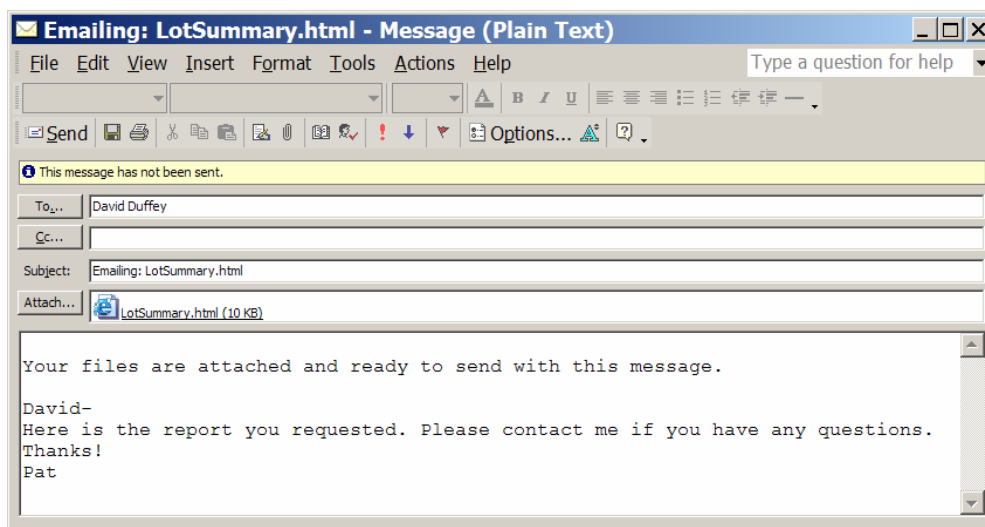 Emailing: LotSummary.html - Message (Plain Text)
File Edit View Insert Format Tools Actions Help Type a question for help
A B I U
Send Options...
This message has not been sent.
To... David Duffey
Cc...
Subject: Emailing: LotSummary.html
Attach... LotSummary.html (10 KB)
Your files are attached and ready to send with this message.
David-
Here is the report you requested. Please contact me if you have any questions.
Thanks!
Pat